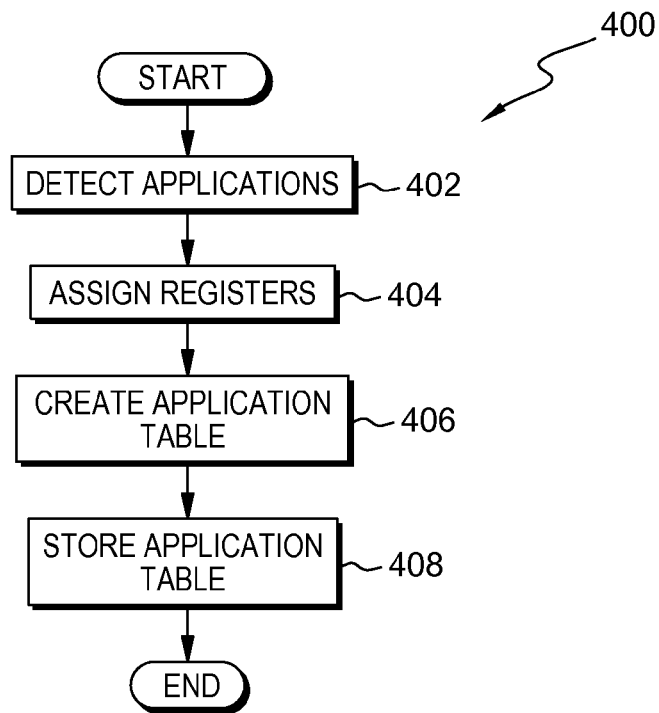 400
START
DETECT APPLICATIONS
402
ASSIGN REGISTERS
404
CREATE APPLICATION
TABLE
406
STORE APPLICATION
TABLE
408
END